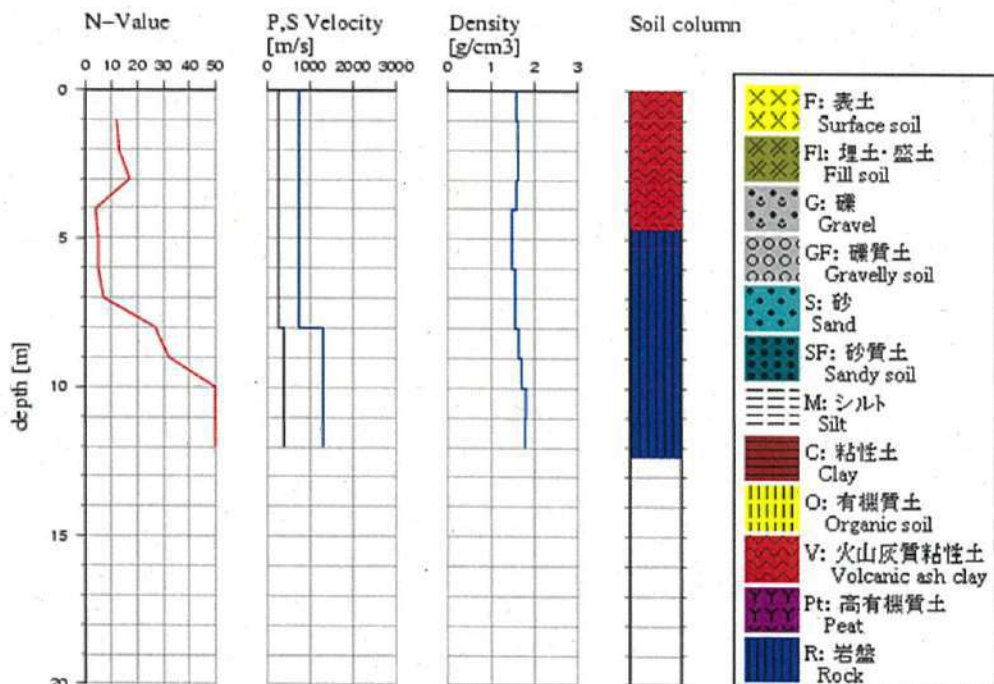 N-Value
P,S Velocity
[m/s]
Density
[g/cm3]
Soil column
0 10 20 30 40 50
0 1000 2000 3000
0 1 2 3
0
5
10
15
20
depth [m]
F: 表土
Surface soil
Fl: 埋土・盛土
Fill soil
G: 礫
Gravel
GF: 礫質土
Gravelly soil
S: 砂
Sand
SF: 砂質土
Sandy soil
M: シルト
Silt
C: 粘性土
Clay
O: 有機質土
Organic soil
V: 火山灰質粘性土
Volcanic ash clay
Pt: 高有機質土
Peat
R: 岩盤
Rock